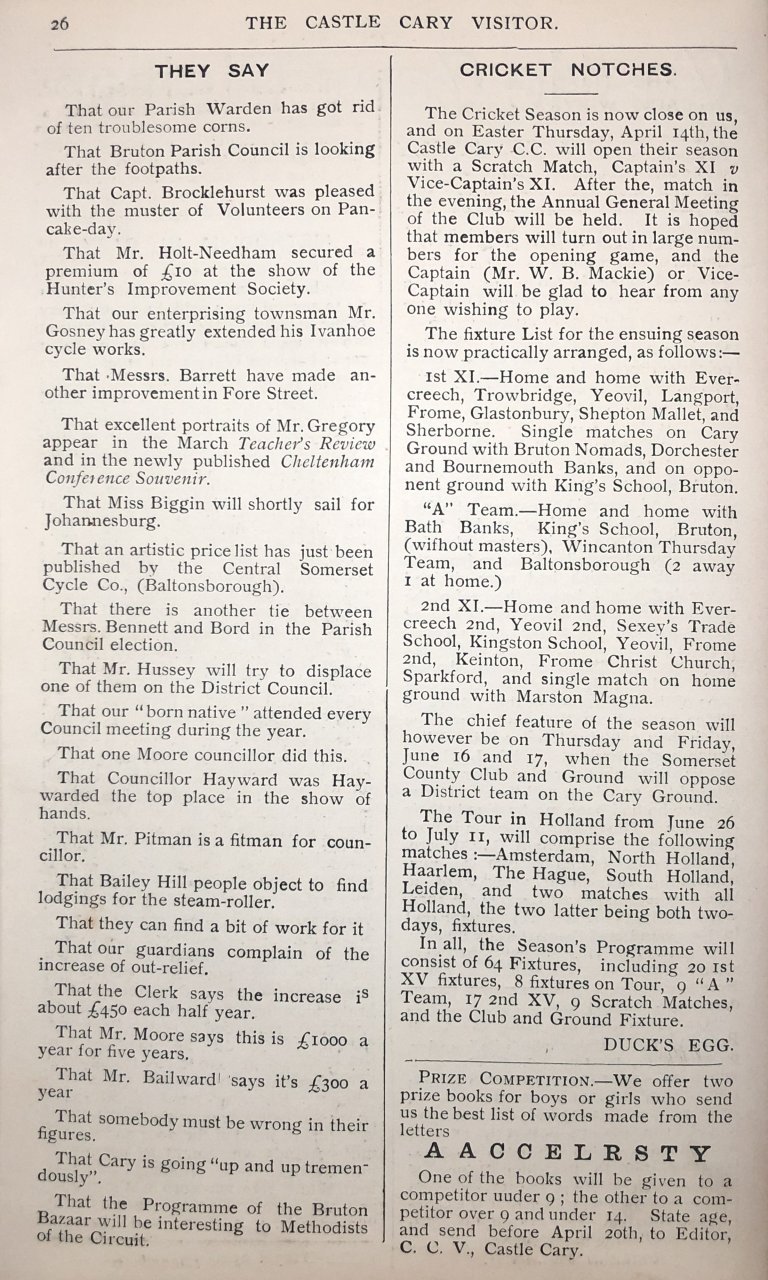 26
THE CASTLE CARY VISITOR.
THEY SAY
That our Parish Warden has got rid
of ten troublesome corns.
That Bruton Parish Council is looking
after the footpaths.
That Capt. Brocklehurst was pleased
with the muster of Volunteers on Pan-
cake-day.
That Mr. Holt-Needham secured a
premium of £10 at the show of the
Hunter's Improvement Society.
That our enterprising townsman Mr.
Gosney has greatly extended his Ivanhoe
cycle works.
That Messrs. Barrett have made an-
other improvement in Fore Street.
That excellent portraits of Mr. Gregory
appear in the March Teacher's Review
and in the newly published Cheltenham
Conference Souvenir.
That Miss Biggin will shortly sail for
Johannesburg.
That an artistic price list has just been
published by the Central Somerset
Cycle Co., (Baltonsborough).
That there is another tie between
Messrs. Bennett and Bord in the Parish
Council election.
That Mr. Hussey will try to displace
one of them on the District Council.
That our "born native" attended every
Council meeting during the year.
That one Moore councillor did this.
That Councillor Hayward was Hay-
warded the top place in the show of
hands.
That Mr. Pitman is a fitman for coun-
cillor.
That Bailey Hill people object to find
lodgings for the steam-roller.
That they can find a bit of work for it
That our guardians complain of the
increase of out-relief.
That the Clerk says the increase is
about £450 each half year.
That Mr. Moore says this is £1000 a
year for five years.
That Mr. Bailward says it's £300 a
year
That somebody must be wrong in their
figures.
That Cary is going "up and up tremen-
dously".
That the Programme of the Bruton
Bazaar will be interesting to Methodists
of the Circuit.
CRICKET NOTCHES.
The Cricket Season is now close on us,
and on Easter Thursday, April 14th, the
Castle Cary C.C. will open their season
with a Scratch Match, Captain's XI v
Vice-Captain's XI. After the, match in
the evening, the Annual General Meeting
of the Club will be held. It is hoped
that members will turn out in large num-
bers for the opening game, and the
Captain (Mr. W. B. Mackie) or Vice-
Captain will be glad to hear from any
one wishing to play.
The fixture List for the ensuing season
is now practically arranged, as follows:—
1st XI.—Home and home with Ever-
creech, Trowbridge, Yeovil, Langport,
Frome, Glastonbury, Shepton Mallet, and
Sherborne. Single matches on Cary
Ground with Bruton Nomads, Dorchester
and Bournemouth Banks, and on oppo-
nent ground with King's School, Bruton.
"A" Team.—Home and home with
Bath Banks, King's School, Bruton,
(wifhout masters), Wincanton Thursday
Team, and Baltonsborough (2 away
1 at home.)
2nd XI.—Home and home with Ever-
creech 2nd, Yeovil 2nd, Sexey's Trade
School, Kingston School, Yeovil, Frome
2nd, Keinton, Frome Christ Church,
Sparkford, and single match on home
ground with Marston Magna.
The chief feature of the season will
however be on Thursday and Friday,
June 16 and 17, when the Somerset
County Club and Ground will oppose
a District team on the Cary Ground.
The Tour in Holland from June 26
to July 11, will comprise the following
matches:—Amsterdam, North Holland,
Haarlem, The Hague, South Holland,
Leiden, and two matches with all
Holland, the two latter being both two-
days, fixtures.
In all, the Season's Programme will
consist of 64 Fixtures, including 20 1st
XV fixtures, 8 fixtures on Tour, 9 "A"
Team, 17 2nd XV, 9 Scratch Matches,
and the Club and Ground Fixture.
DUCK'S EGG.
PRIZE COMPETITION.—We offer two
prize books for boys or girls who send
us the best list of words made from the
letters
A A C C E L R S T Y
One of the books will be given to a
competitor uuder 9; the other to a com-
petitor over 9 and under 14. State age,
and send before April 20th, to Editor,
C. C. V., Castle Cary.